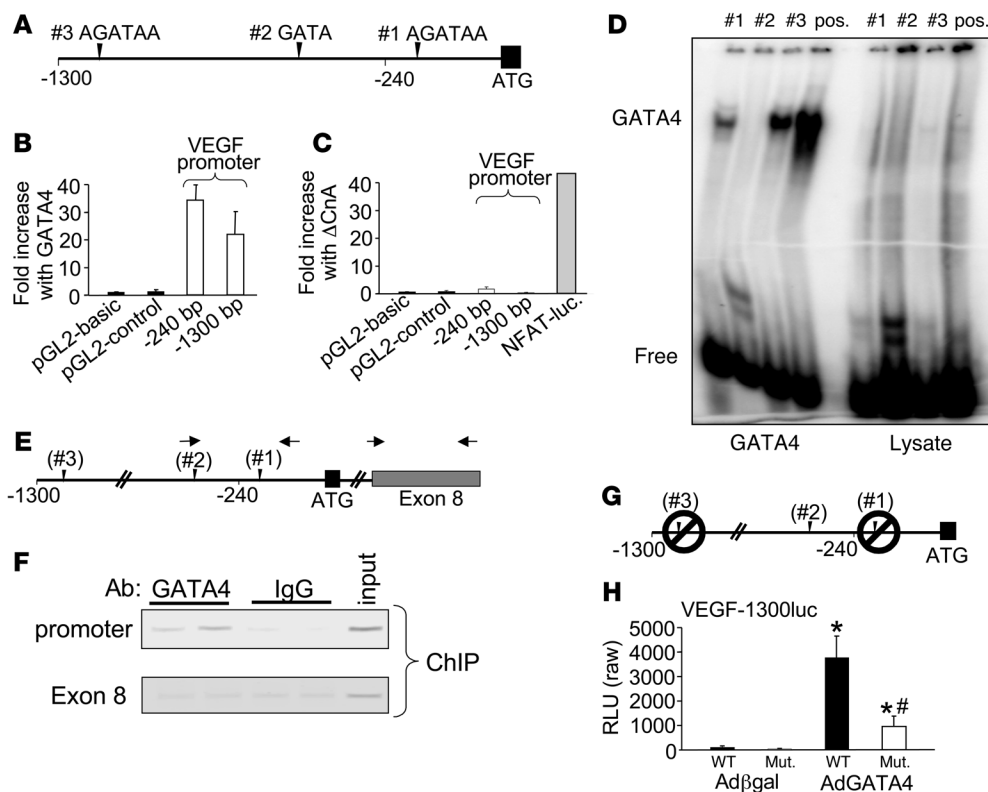 A
#3 AGATAA
#2 GATA
#1 AGATAA
-1300
-240
ATG
B
VEGF
promoter
Fold increase
with GATA4
40
30
20
10
0
pGL2-basic
pGL2-control
-240 bp
-1300 bp
C
VEGF
promoter
Fold increase
with ΔCnA
40
20
0
pGL2-basic
pGL2-control
-240 bp
-1300 bp
NFAT-luc.
D
#1 #2 #3 pos. #1 #2 #3 pos.
GATA4
Free
GATA4
Lysate
E
(#3)
(#2)
(#1)
-1300
-240
ATG
Exon 8
F
Ab: GATA4 IgG input
promoter
Exon 8
ChIP
G
(#3)
(#2)
(#1)
-1300
-240
ATG
H
VEGF-1300luc
RLU (raw)
5000
4000
3000
2000
1000
0
*
*#
WT Mut. WT Mut.
Adβgal AdGATA4